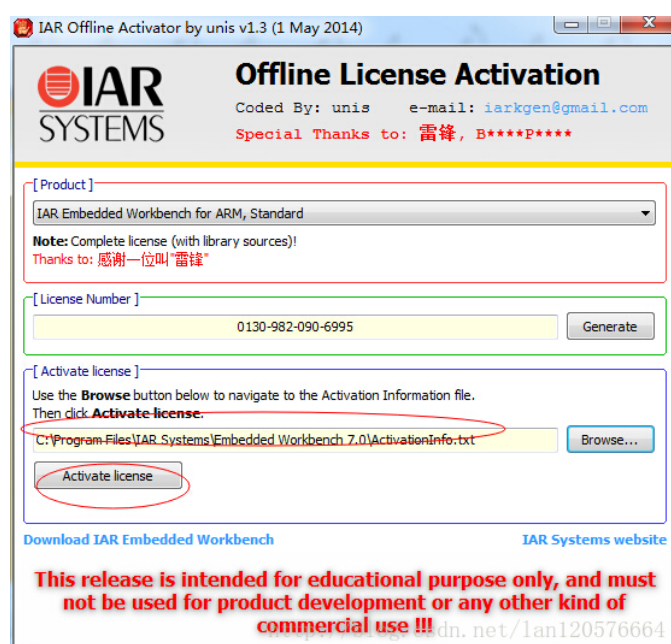 IAR Offline Activator by unis v1.3 (1 May 2014)
IAR
SYSTEMS
Offline License Activation
Coded By: unis e-mail: iarkgen@gmail.com
Special Thanks to: 雷锋, B****P****
[ Product ]
IAR Embedded Workbench for ARM, Standard
Note: Complete license (with library sources)!
Thanks to: 感谢一位叫"雷锋"
[ License Number ]
0130-982-090-6995
Generate
[ Activate license ]
Use the Browse button below to navigate to the Activation Information file.
Then click Activate license.
C:\Program Files\IAR Systems\Embedded Workbench 7.0\ActivationInfo.txt
Browse...
Activate license
Download IAR Embedded Workbench
IAR Systems website
This release is intended for educational purpose only, and must
not be used for product development or any other kind of
commercial use !!!